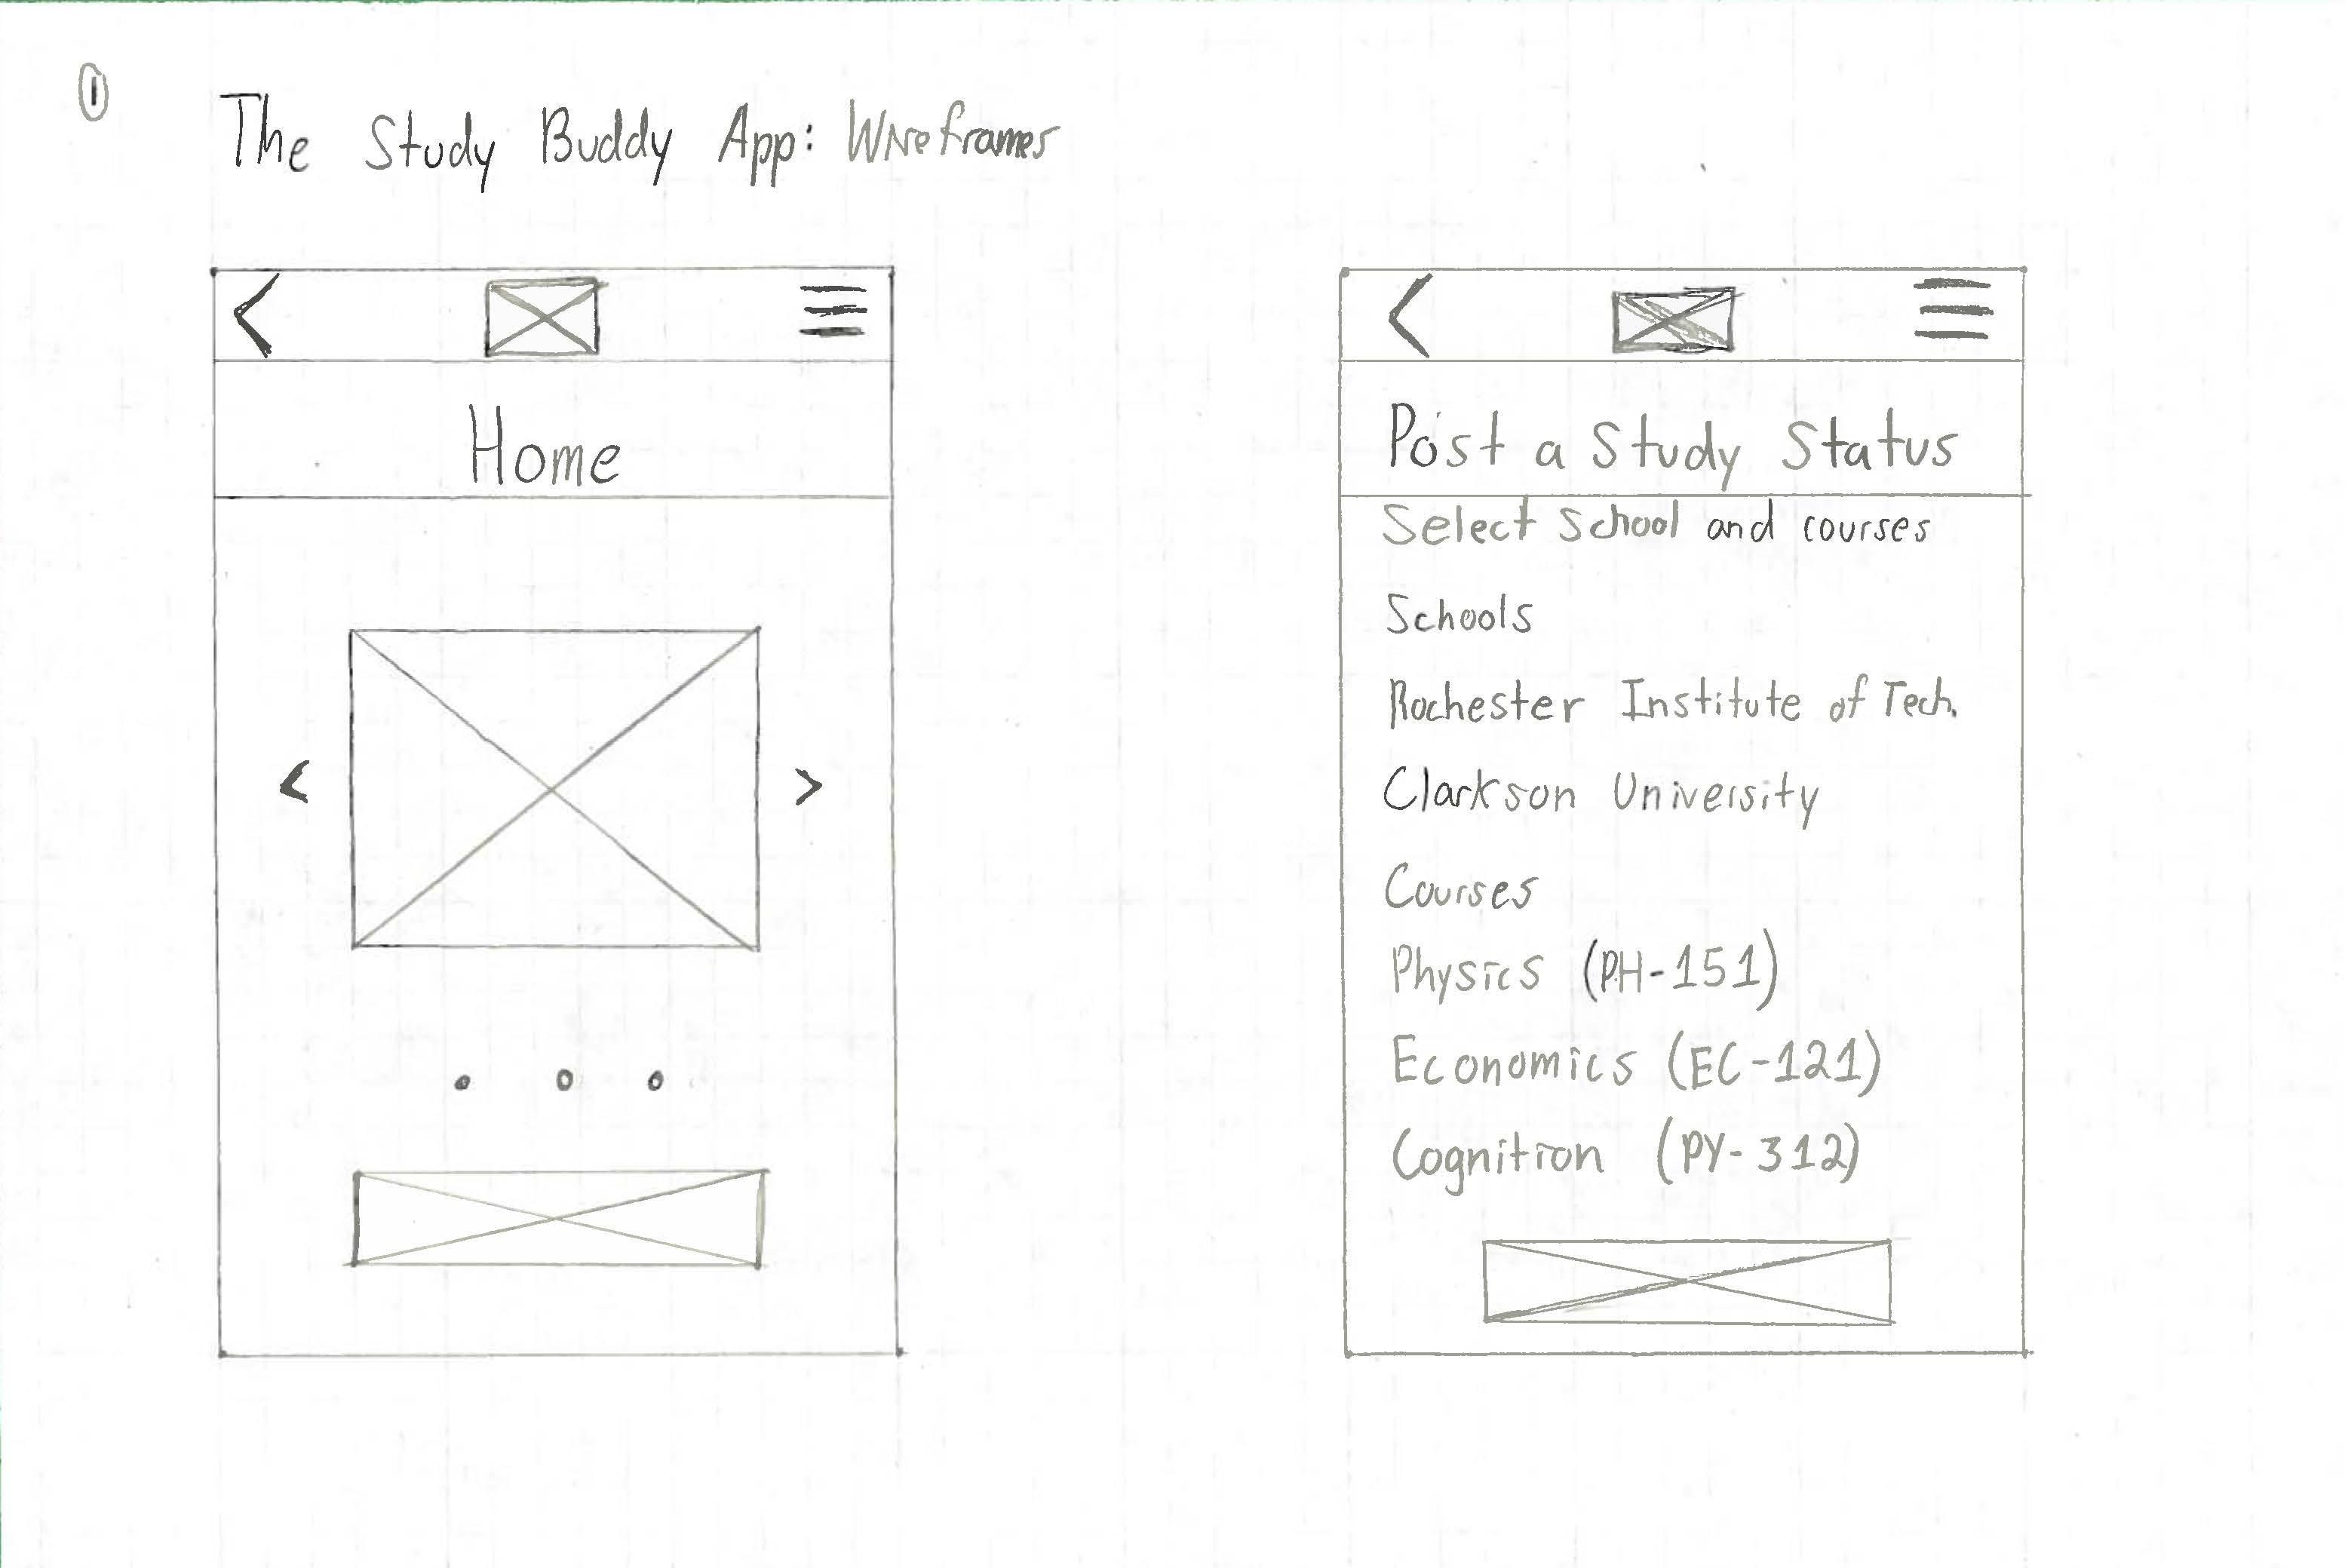 1
The Study Buddy App: Wireframes
Home
Post a Study Status
Select School and courses
Schools
Rochester Institute of Tech.
Clarkson University
Courses
Physics (PH-151)
Economics (EC-121)
Cognition (PY-312)